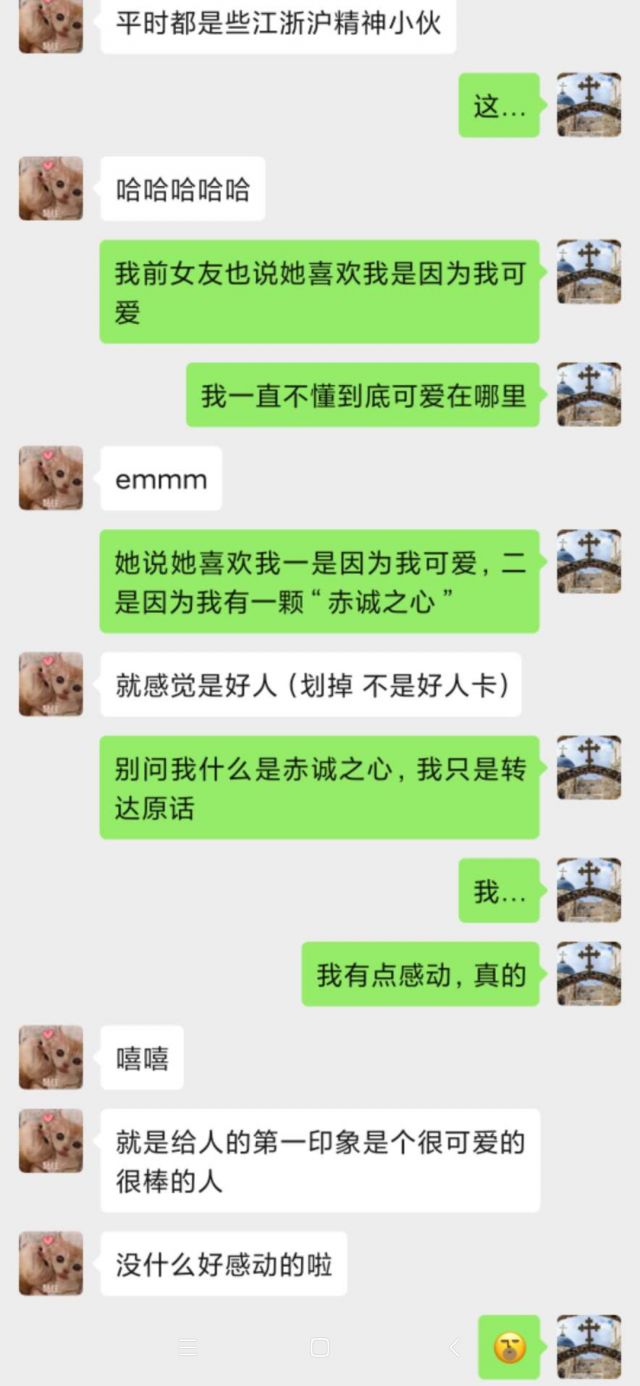 平时都是些江浙沪精神小伙
这...
哈哈哈哈哈
我前女友也说她喜欢我是因为我可
爱
我一直不懂到底可爱在哪里
emmm
她说她喜欢我一是因为我可爱，二
是因为我有一颗“赤诚之心”
就感觉是好人（划掉 不是好人卡）
别问我什么是赤诚之心，我只是转
达原话
我...
我有点感动，真的
嘻嘻
就是给人的第一印象是个很可爱的
很棒的人
没什么好感动的啦